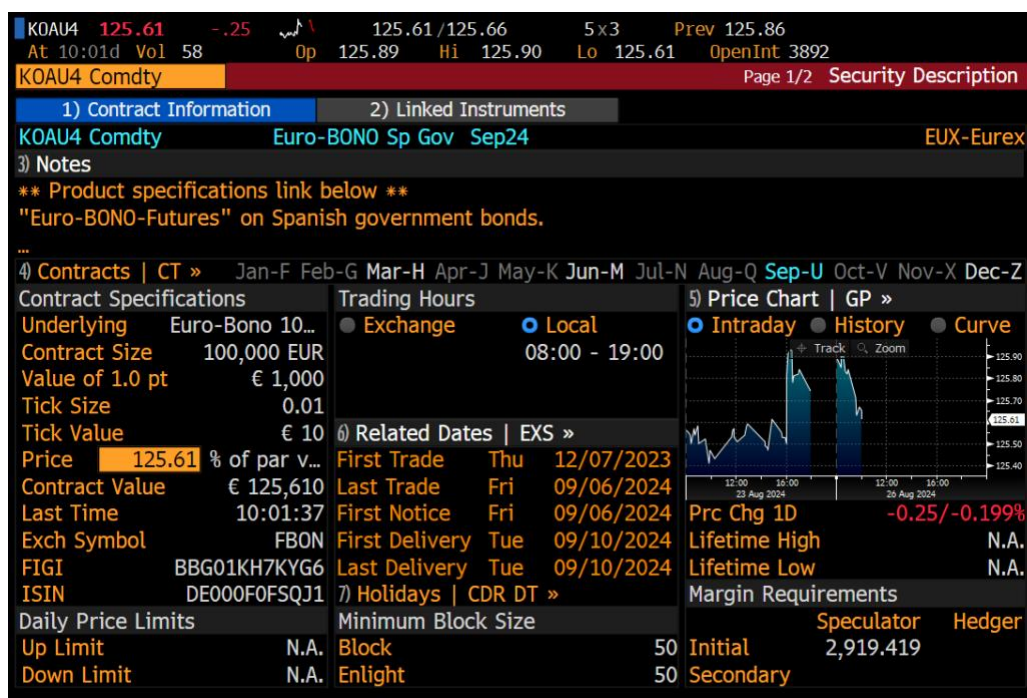 KOAU4 125.61 -.25 125.61/125.66 5x3 Prev 125.86
At 10:01d Vol 58 Op 125.89 Hi 125.90 Lo 125.61 OpenInt 3892
KOAU4 Comdty Page 1/2 Security Description
1) Contract Information 2) Linked Instruments
KOAU4 Comdty Euro-BONO Sp Gov Sep24 EUX-Eurex
3) Notes
** Product specifications link below **
"Euro-BONO-Futures" on Spanish government bonds.
…
4) Contracts | CT » Jan-F Feb-G Mar-H Apr-J May-K Jun-M Jul-N Aug-Q Sep-U Oct-V Nov-X Dec-Z
Contract Specifications
Underlying Euro-Bono 10…
Contract Size 100,000 EUR
Value of 1.0 pt € 1,000
Tick Size 0.01
Tick Value € 10
Price 125.61 % of par v…
Contract Value € 125,610
Last Time 10:01:37
Exch Symbol FBON
FIGI BBG01KH7KYG6
ISIN DE000F0FSQJ1
Daily Price Limits
Up Limit N.A.
Down Limit N.A.
Trading Hours
Exchange Local
08:00 - 19:00
6) Related Dates | EXS »
First Trade Thu 12/07/2023
Last Trade Fri 09/06/2024
First Notice Fri 09/06/2024
First Delivery Tue 09/10/2024
Last Delivery Tue 09/10/2024
7) Holidays | CDR DT »
Minimum Block Size
Block 50
Enlight 50
5) Price Chart | GP »
Intraday History Curve
Track Zoom
125.90
125.80
125.70
125.61
125.50
125.40
12:00 16:00 12:00 16:00
23 Aug 2024 26 Aug 2024
Prc Chg 1D -0.25/-0.199%
Lifetime High N.A.
Lifetime Low N.A.
Margin Requirements
Speculator Hedger
Initial 2,919.419
Secondary